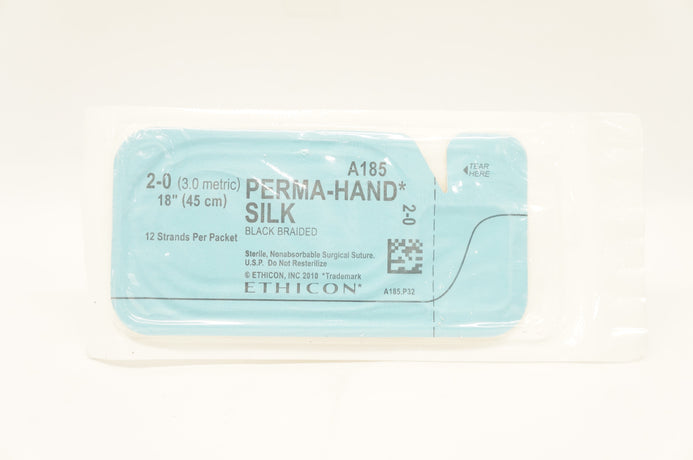 A185
2-0 (3.0 metric)
18" (45 cm)
PERMA-HAND*
SILK
BLACK BRAIDED
12 Strands Per Packet
Sterile, Nonabsorbable Surgical Suture.
U.S.P. Do Not Resterilize
© ETHICON, INC 2010 *Trademark
ETHICON*
2-0
A185.P32
TEAR
HERE